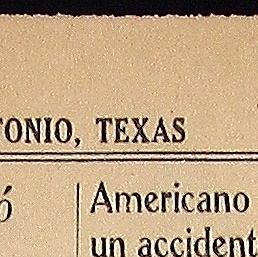 TONIO, TEXAS
ó
Americano
un accident